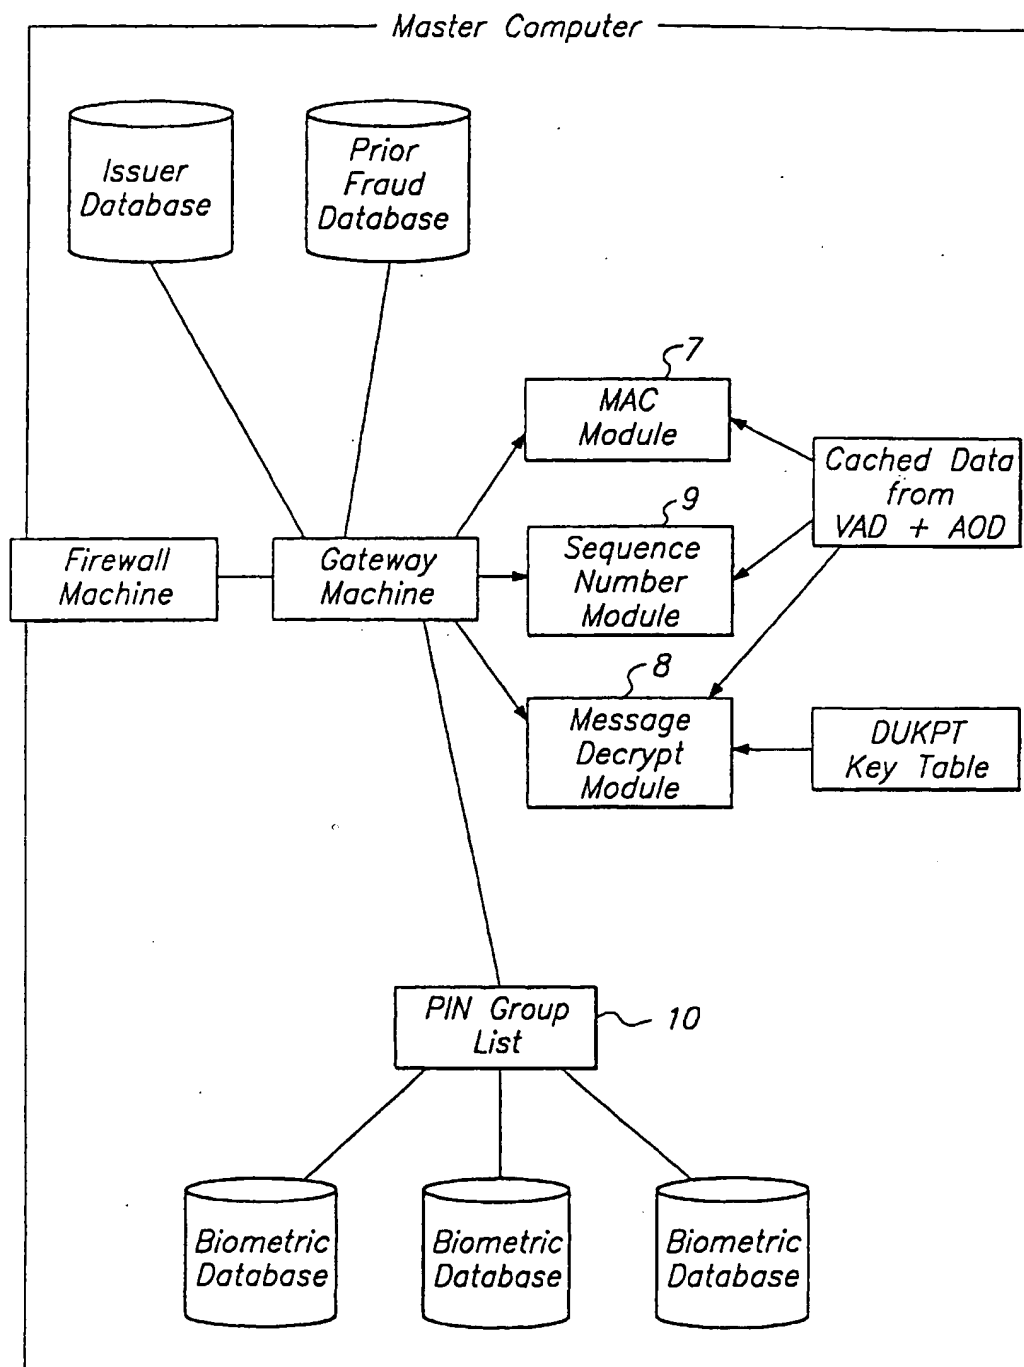 Master Computer
Issuer
Database
Prior
Fraud
Database
7
MAC
Module
Cached Data
from
VAD + AOD
9
Firewall
Machine
Gateway
Machine
Sequence
Number
Module
8
Message
Decrypt
Module
DUKPT
Key Table
PIN Group
List
10
Biometric
Database
Biometric
Database
Biometric
Database